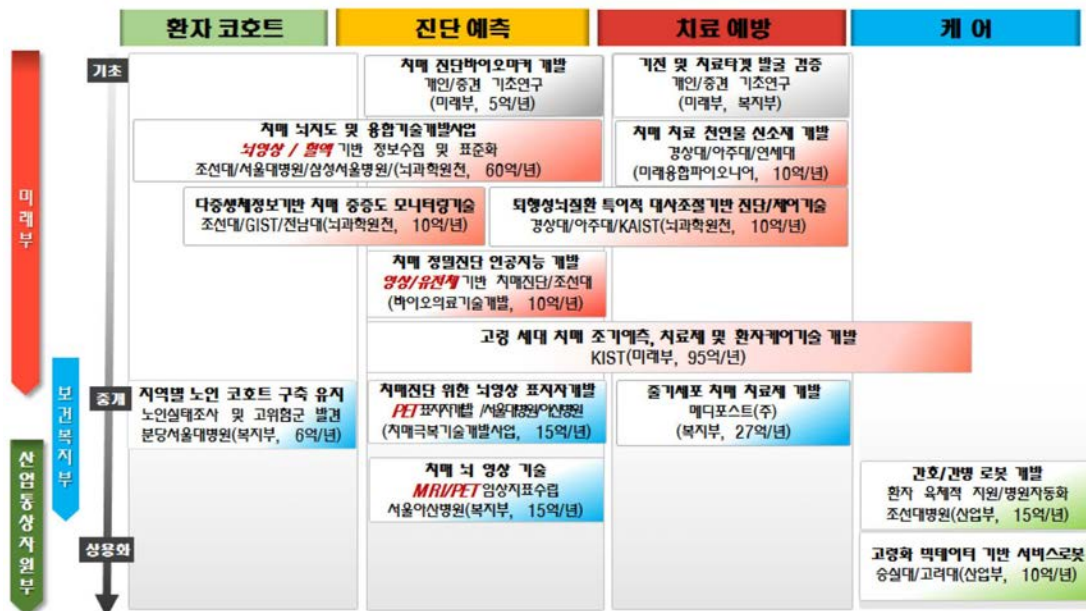 환자 코호트
진단 예측
치료 예방
케 어
미래부
보건복지부
산업통상자원부
기초
중개
상용화
치매 진단바이오마커 개발
개인/중견 기초연구
(미래부, 5억/년)
기전 및 치료타겟 발굴 검증
개인/중견 기초연구
(미래부, 복지부)
치매 뇌지도 및 융합기술개발사업
뇌영상 / 혈액 기반 정보수집 및 표준화
조선대/서울대병원/삼성서울병원/(뇌과학원천, 60억/년)
치매 치료 천연물 신소재 개발
경상대/아주대/연세대
(미래융합파이오니어, 10억/년)
다중생체정보기반 치매 중증도 모니터링기술
조선대/GIST/전남대(뇌과학원천, 10억/년)
퇴행성뇌질환 특이적 대사조절기반 진단/제어기술
경상대/아주대/KAIST(뇌과학원천, 10억/년)
치매 정밀진단 인공지능 개발
영상/유전체 기반 치매진단/조선대
(바이오의료기술개발, 10억/년)
고령 세대 치매 조기예측, 치료제 및 환자케어기술 개발
KIST(미래부, 95억/년)
지역별 노인 코호트 구축 유지
노인실태조사 및 고위험군 발견
분당서울대병원(복지부, 6억/년)
치매진단 위한 뇌영상 표지자개발
PET표지자개발 /서울대병원/아산병원
(치매극복기술개발사업, 15억/년)
줄기세포 치매 치료제 개발
메디포스트(주)
(복지부, 27억/년)
치매 뇌 영상 기술
MRI/PET 임상지표수립
서울아산병원(복지부, 15억/년)
간호/간병 로봇 개발
환자 육체적 지원/병원자동화
조선대병원(산업부, 15억/년)
고령화 빅데이터 기반 서비스로봇
숭실대/고려대(산업부, 10억/년)